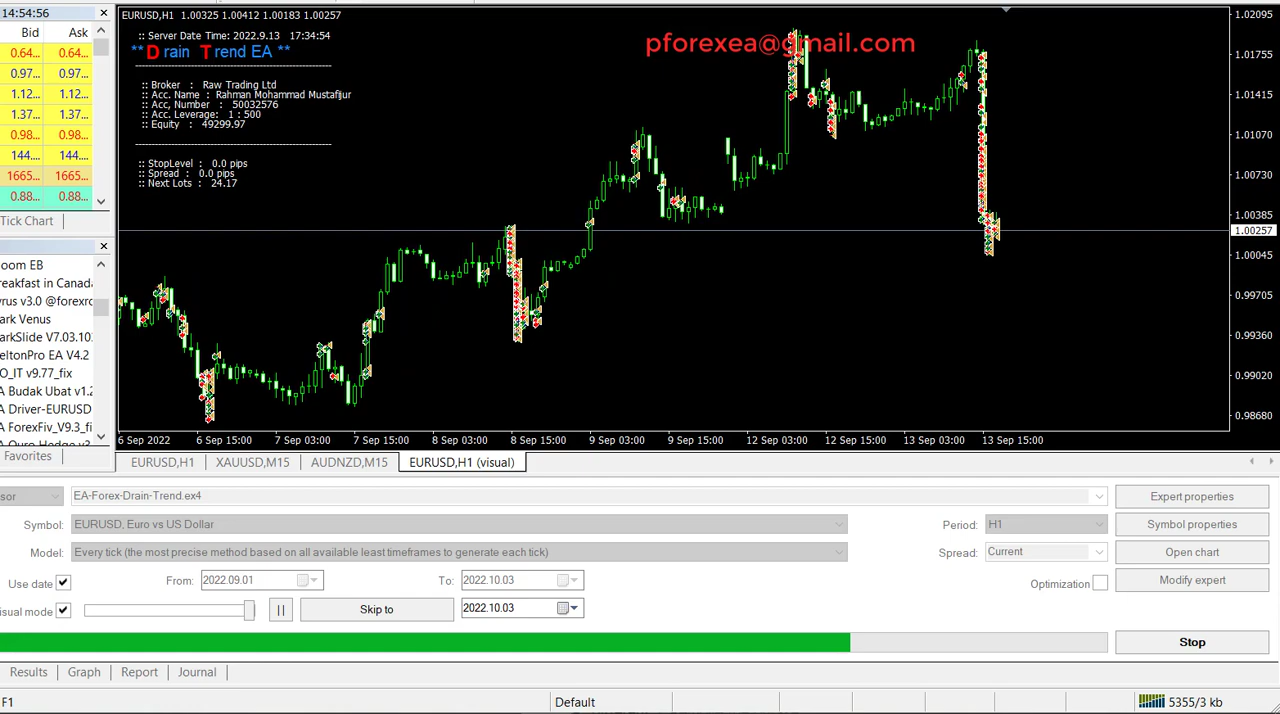 14:54:56
Bid Ask
0.64... 0.64...
0.97... 0.97...
1.12... 1.12...
1.37... 1.37...
0.98... 0.98...
144.... 144....
1665... 1665...
0.88... 0.88...
Tick Chart
EURUSD,H1 1.00325 1.00412 1.00183 1.00257
:: Server Date Time: 2022.9.13 17:34:54
**Drain Trend EA **
:: Broker : Raw Trading Ltd
:: Acc. Name : Rahman Mohammad Mustafijur
:: Acc, Number : 50032576
:: Acc. Leverage: 1 : 500
:: Equity : 49299.97
:: StopLevel : 0.0 pips
:: Spread : 0.0 pips
:: Next Lots : 24.17
pforexea@gmail.com
1.02095
1.01755
1.01415
1.01070
1.00730
1.00385
1.00257
1.00045
0.99705
0.99360
0.99020
0.98680
6 Sep 2022 6 Sep 15:00 7 Sep 03:00 7 Sep 15:00 8 Sep 03:00 8 Sep 15:00 9 Sep 03:00 9 Sep 15:00 12 Sep 03:00 12 Sep 15:00 13 Sep 03:00 13 Sep 15:00
oom EB
reakfast in Canada
yrus v3.0 @forexro
ark Venus
arkSlide V7.03.10
eltonPro EA V4.2
O_IT v9.77_fix
A Budak Ubat v1.2
A Driver-EURUSD
A ForexFiv_V9.3_fi
Favorites
EURUSD,H1 XAUUSD,M15 AUDNZD,M15 EURUSD,H1 (visual)
sor EA-Forex-Drain-Trend.ex4 Expert properties
Symbol: EURUSD, Euro vs US Dollar Period: H1 Symbol properties
Model: Every tick (the most precise method based on all available least timeframes to generate each tick) Spread: Current Open chart
Use date From: 2022.09.01 To: 2022.10.03 Optimization Modify expert
isual mode Skip to 2022.10.03
Stop
Results Graph Report Journal
F1 Default 5355/3 kb